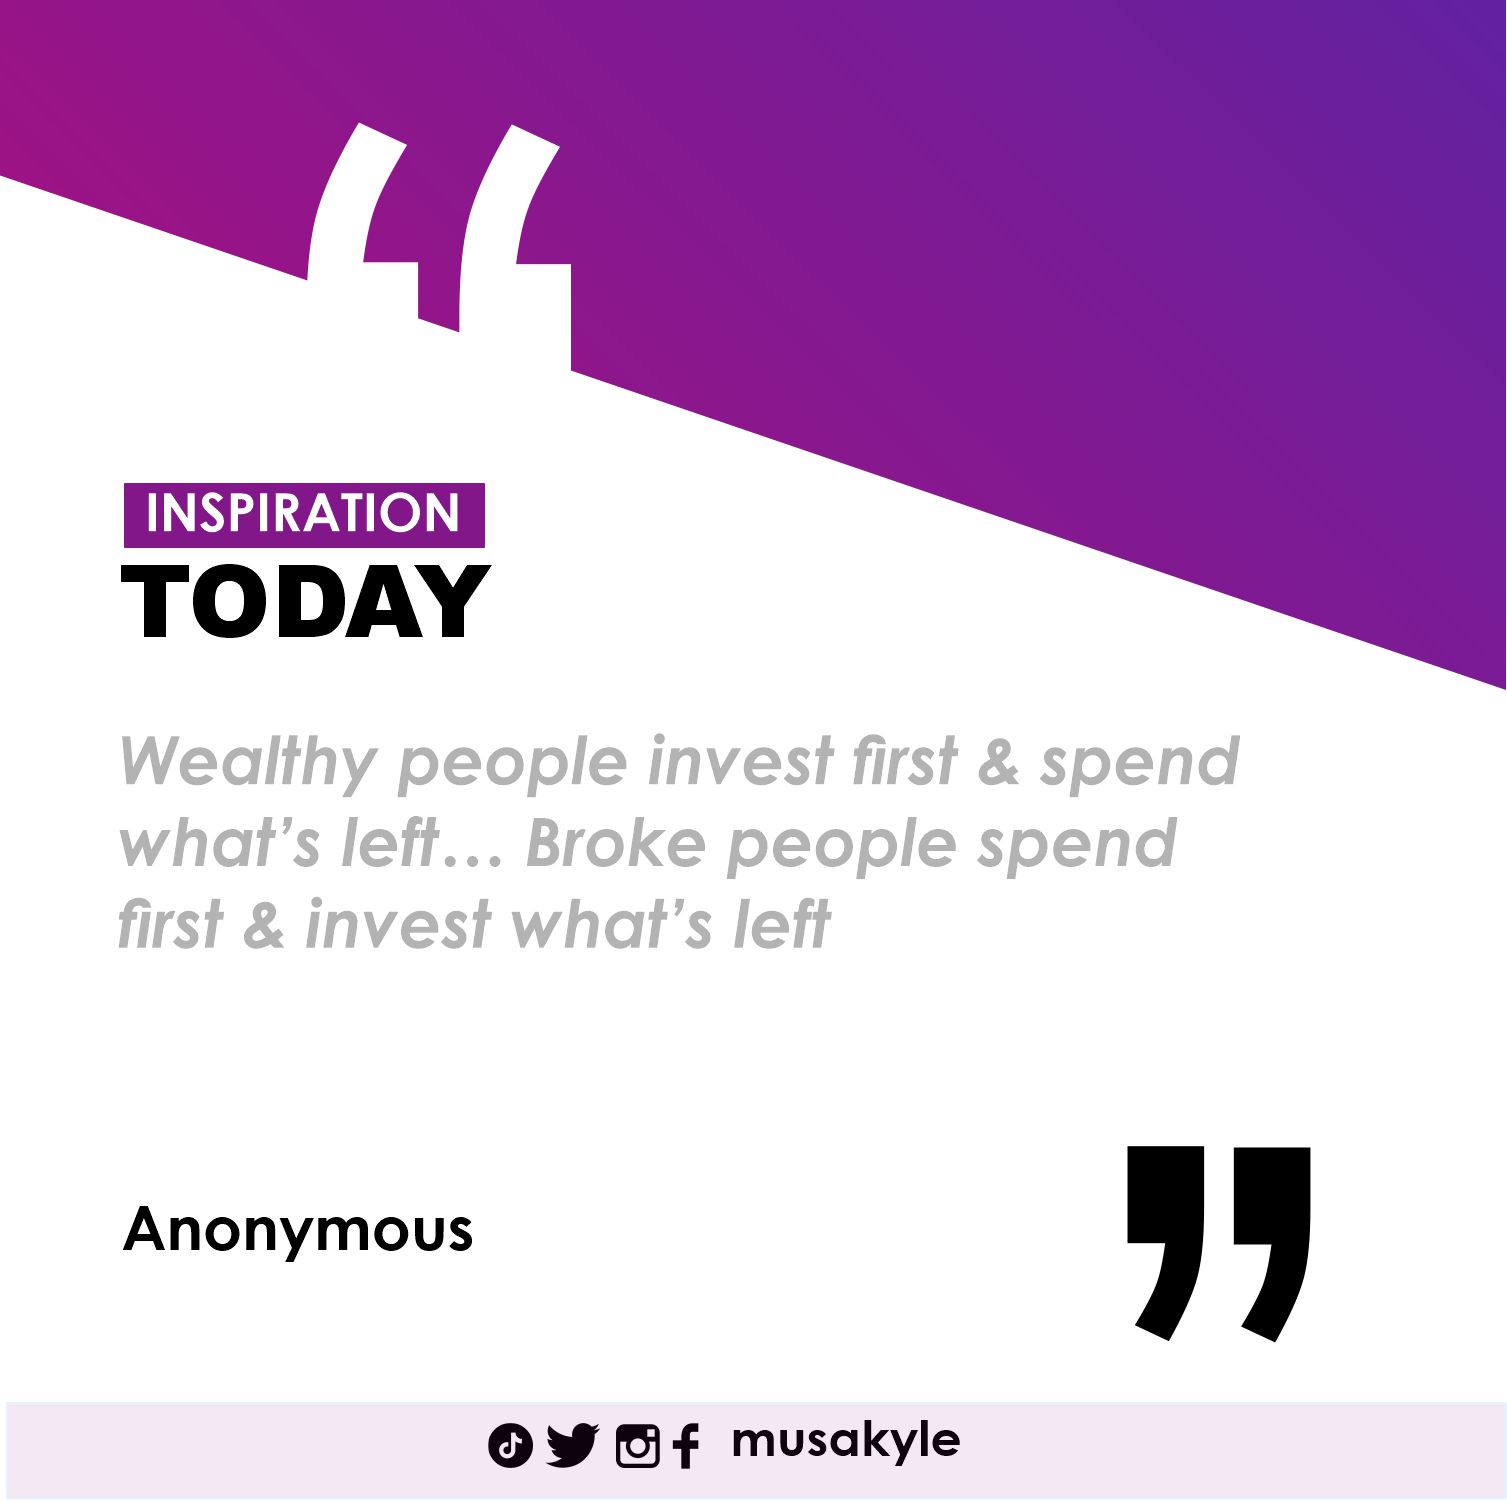 “
INSPIRATION
TODAY
Wealthy people invest first & spend
what’s left... Broke people spend
first & invest what’s left
Anonymous
”
musakyle